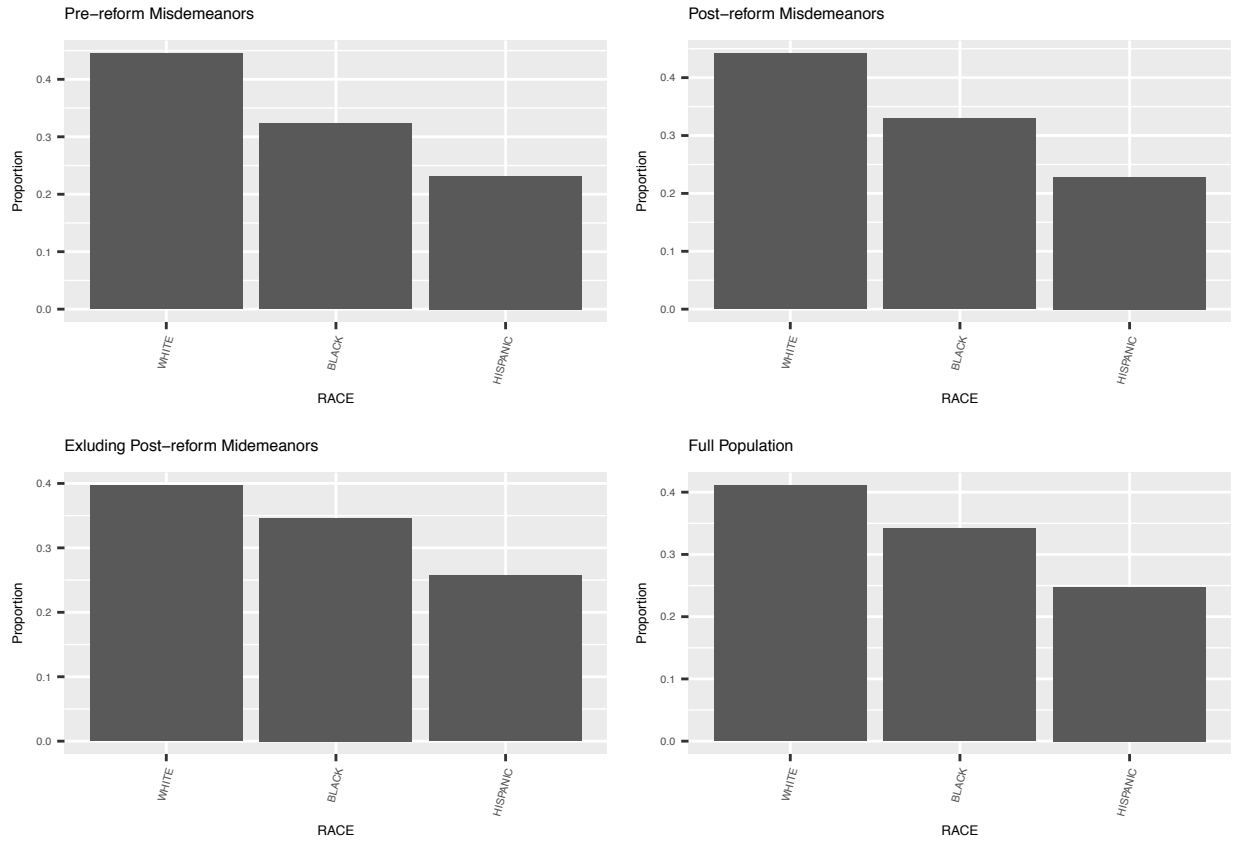 Pre−reform Misdemeanors
Proportion
0.4
0.3
0.2
0.1
0.0
WHITE
BLACK
HISPANIC
RACE
Post−reform Misdemeanors
Proportion
0.4
0.3
0.2
0.1
0.0
WHITE
BLACK
HISPANIC
RACE
Exluding Post−reform Midemeanors
Proportion
0.4
0.3
0.2
0.1
0.0
WHITE
BLACK
HISPANIC
RACE
Full Population
Proportion
0.4
0.3
0.2
0.1
0.0
WHITE
BLACK
HISPANIC
RACE